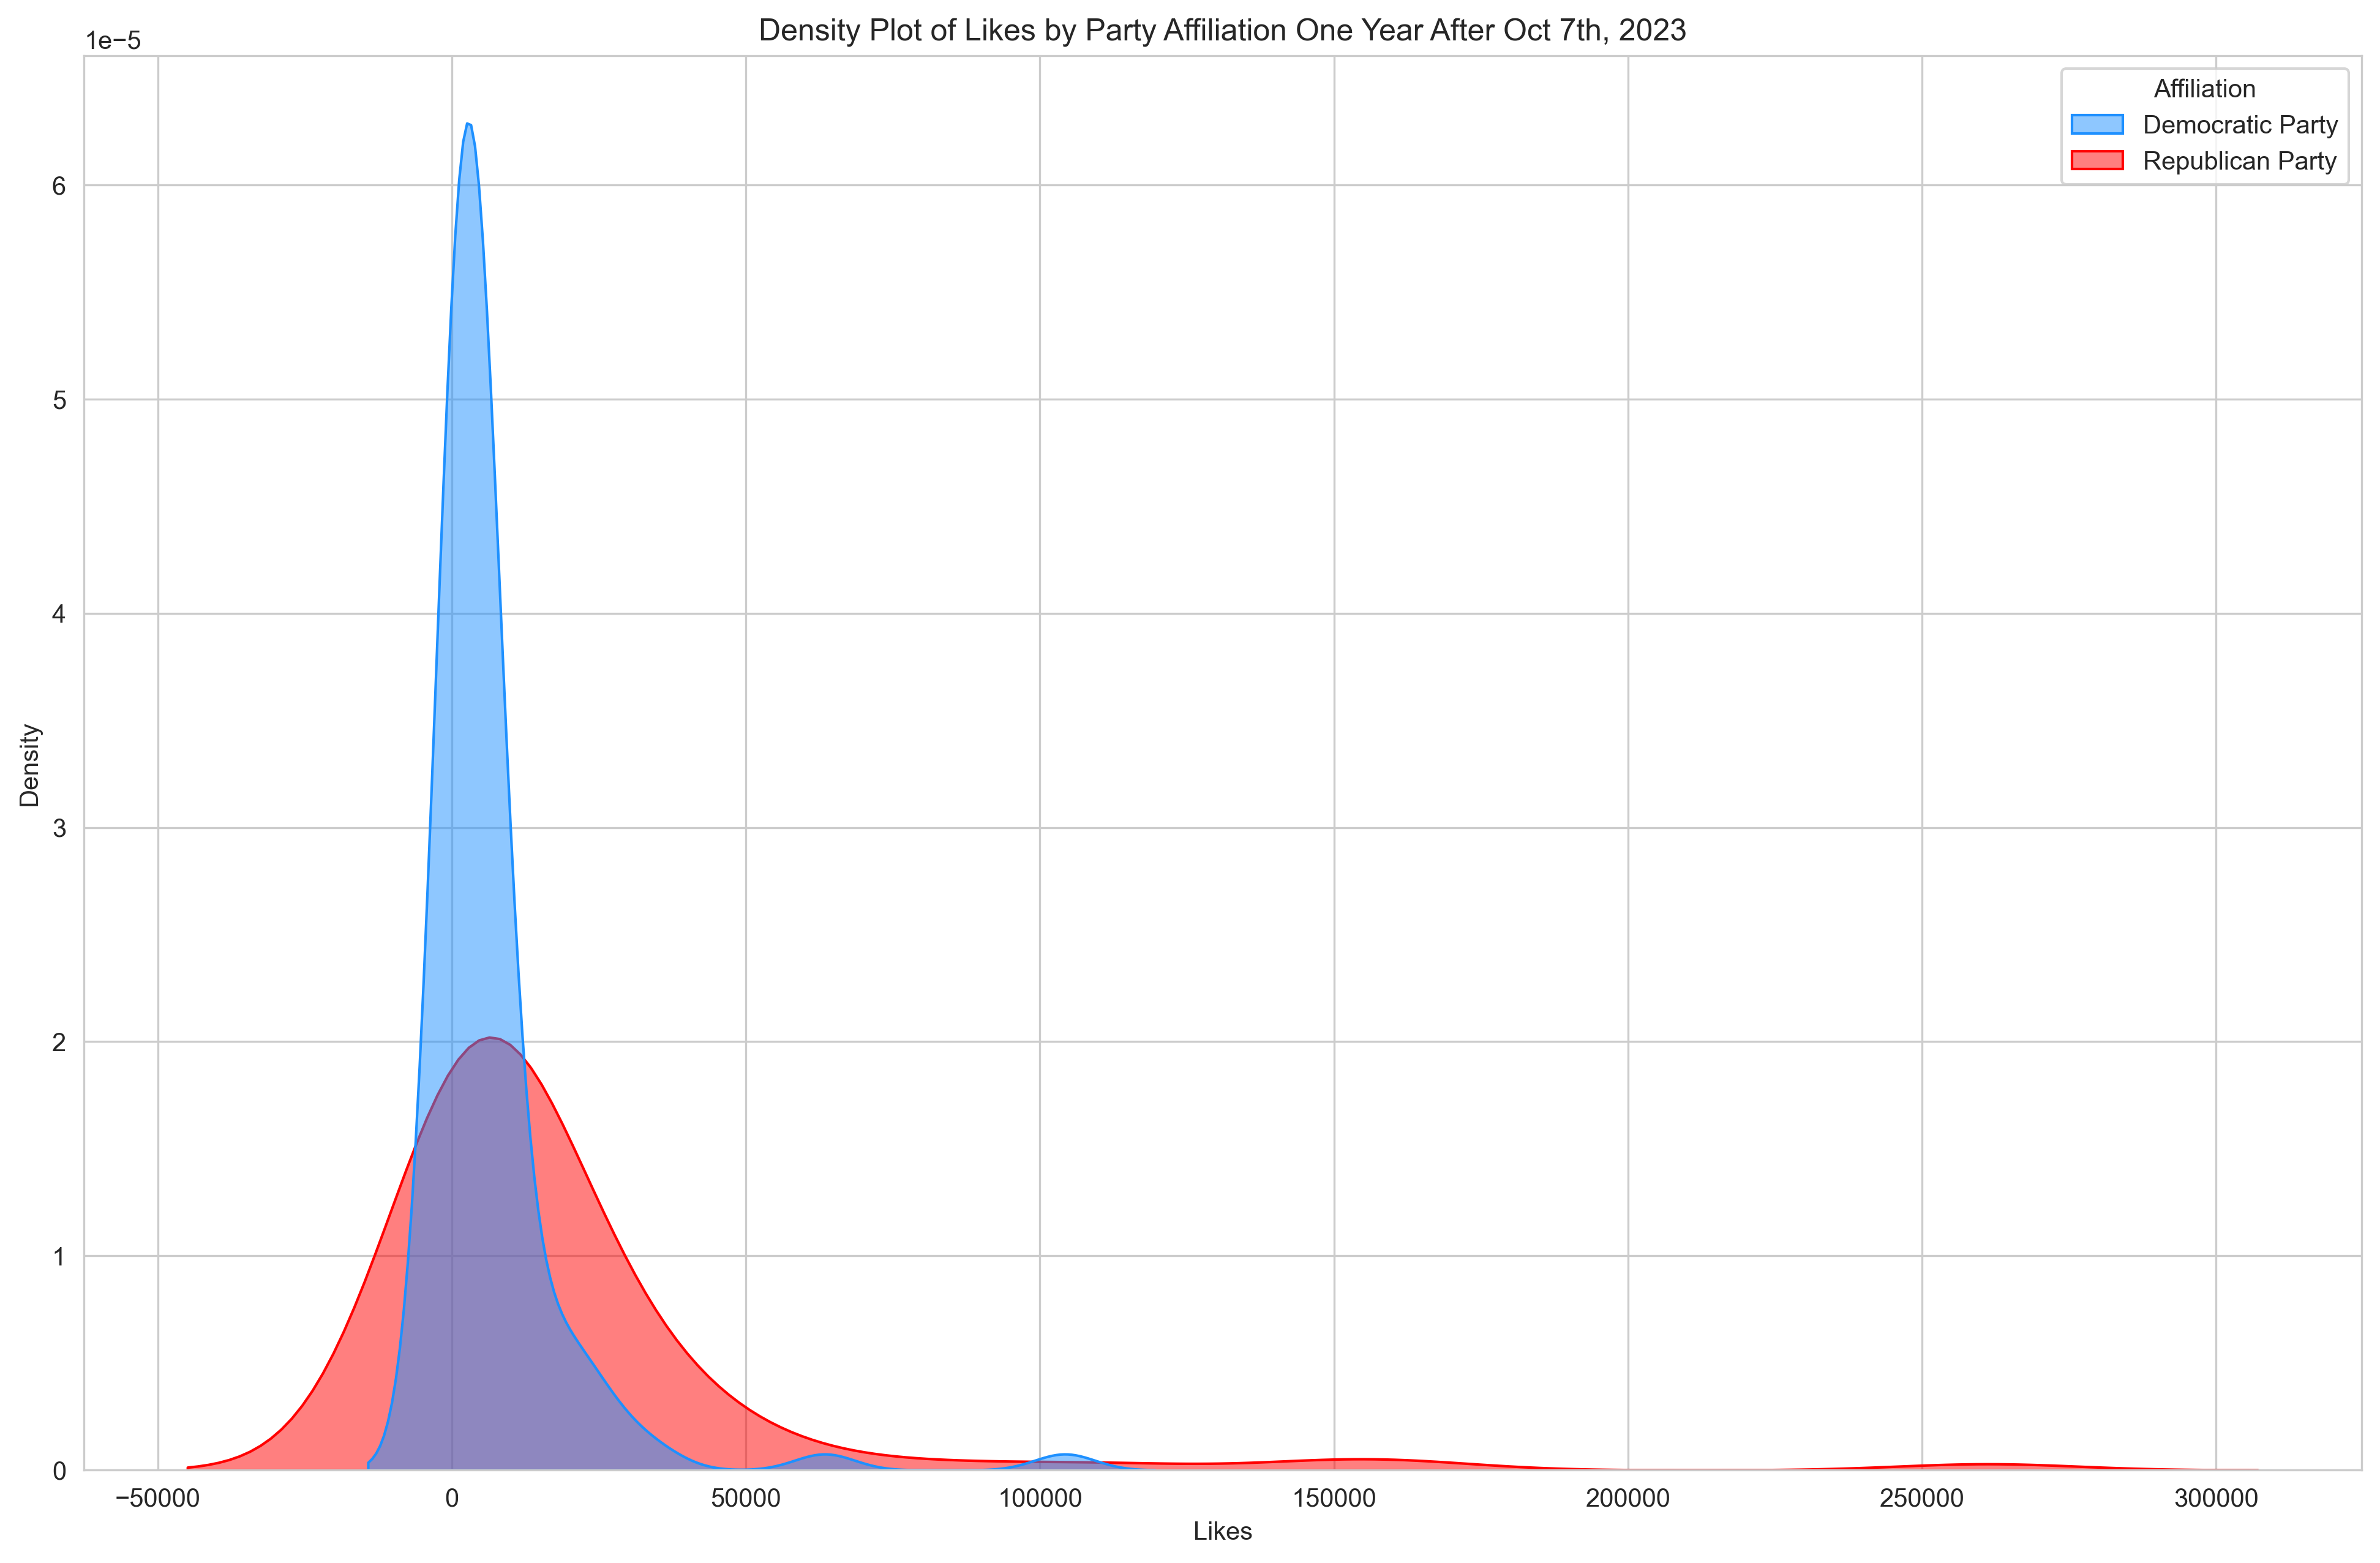 Density Plot of Likes by Party Affiliation One Year After Oct 7th, 2023
1e−5
Affiliation
Democratic Party
Republican Party
6
5
4
3
2
1
0
Density
−50000 0 50000 100000 150000 200000 250000 300000
Likes